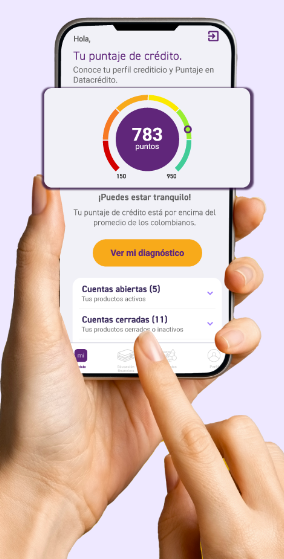 Hola,
Tu puntaje de crédito.
Conoce tu perfil crediticio y Puntaje en
Datacrédito.
783
puntos
150
950
¡Puedes estar tranquilo!
Tu puntaje de crédito está por encima del
promedio de los colombianos.
Ver mi diagnóstico
Cuentas abiertas (5)
Tus productos activos
Cuentas cerradas (11)
Tus productos cerrados o inactivos
mi